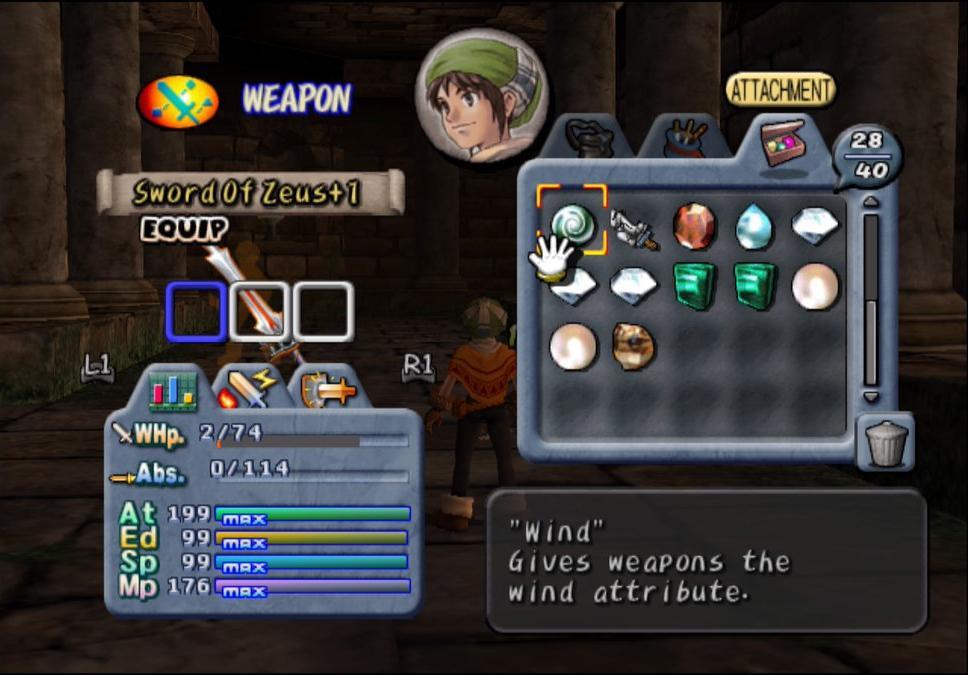 WEAPON
ATTACHMENT
28
40
Sword Of Zeus+1
EQUIP
L1
R1
WHp. 2/74
Abs. 0/114
At 199 max
Ed 99 max
Sp 99 max
Mp 176 max
"Wind"
Gives weapons the
wind attribute.